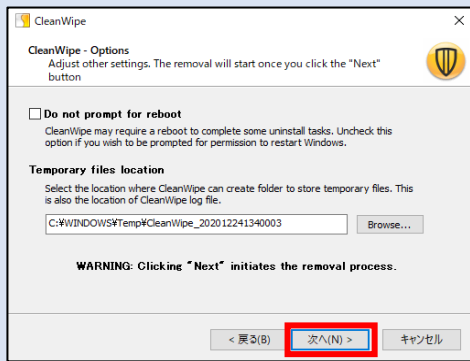 CleanWipe
CleanWipe - Options
Adjust other settings. The removal will start once you click the "Next"
button
Do not prompt for reboot
CleanWipe may require a reboot to complete some uninstall tasks. Uncheck this
option if you wish to be prompted for permission to restart Windows.
Temporary files location
Select the location where CleanWipe can create folder to store temporary files. This
is also the location of CleanWipe log file.
C:¥WINDOWS¥Temp¥CleanWipe_202012241340003
Browse...
WARNING: Clicking "Next" initiates the removal process.
< 戻る(B)
次へ(N) >
キャンセル